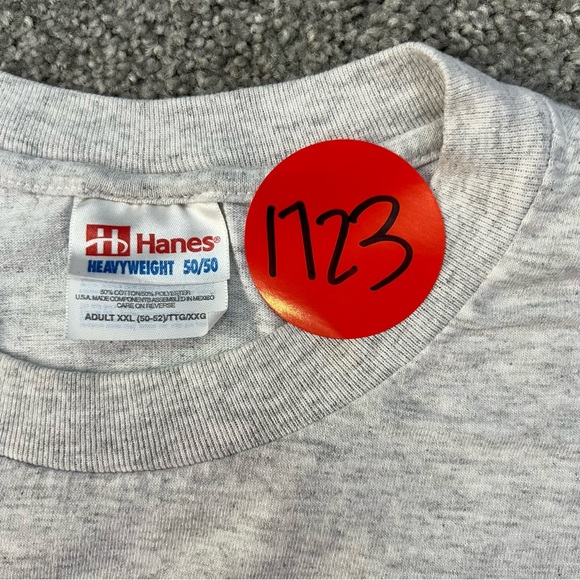 Hanes®
HEAVYWEIGHT 50/50
50% COTTON/50% POLYESTER
U.S.A. MADE COMPONENTS ASSEMBLED IN MEXICO
CARE ON REVERSE
ADULT XXL (50-52)/TTG/XXG
1723